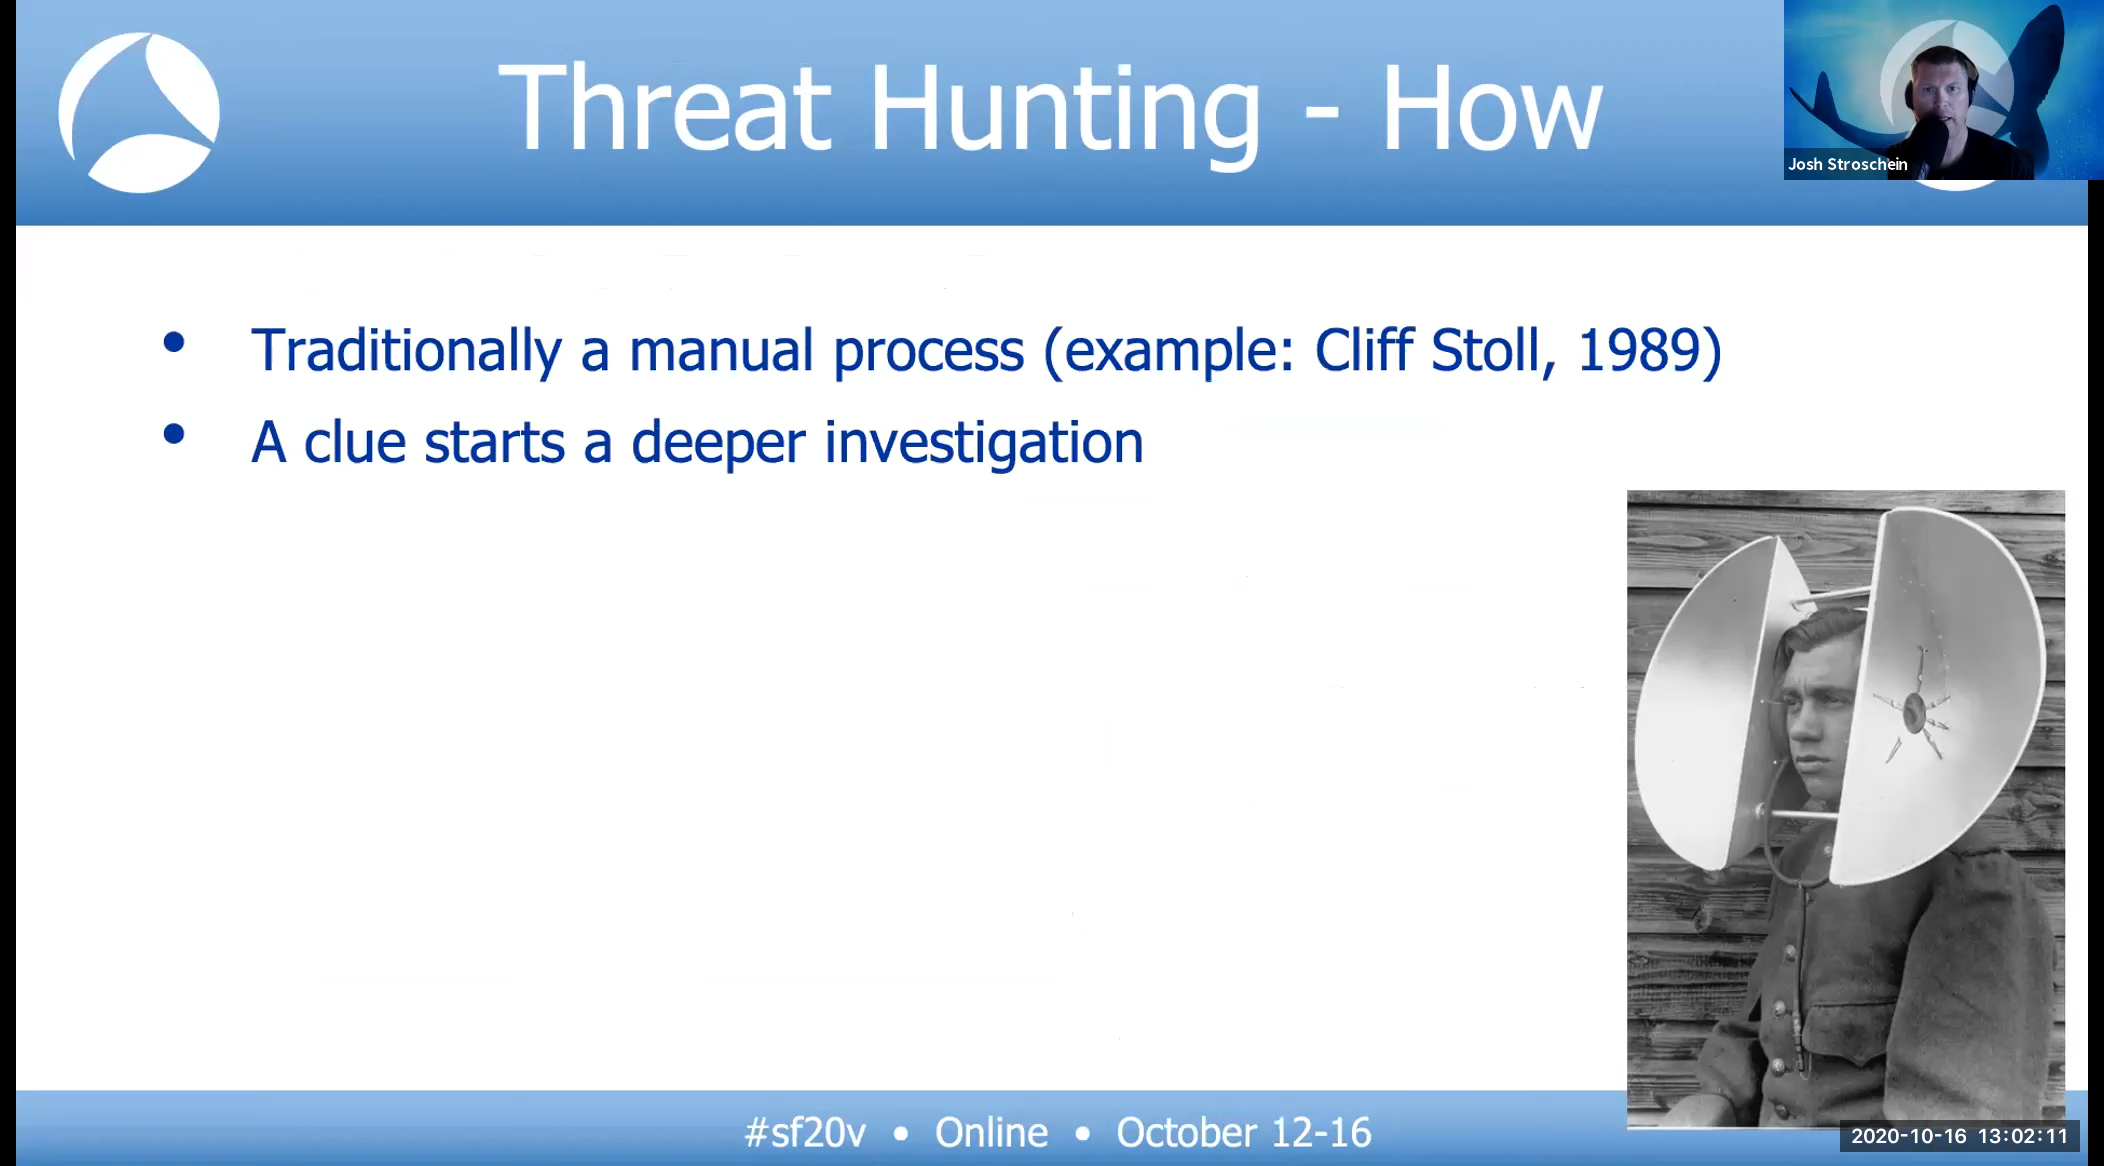 Threat Hunting - How
Josh Stroschein
• Traditionally a manual process (example: Cliff Stoll, 1989)
• A clue starts a deeper investigation
#sf20v • Online • October 12-16
2020-10-16 13:02:11